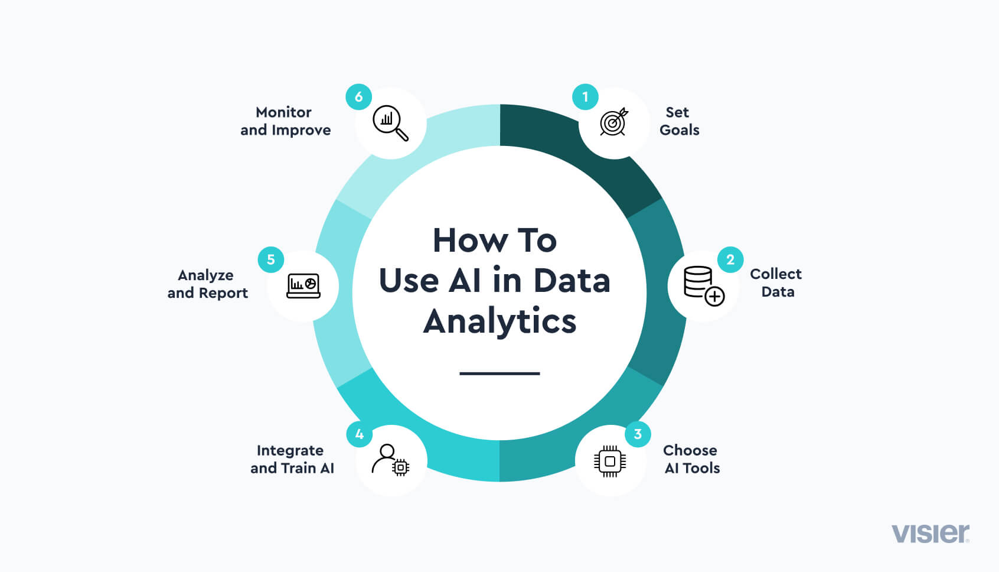 How To
Use AI in Data
Analytics
1
Set
Goals
2
Collect
Data
3
Choose
AI Tools
4
Integrate
and Train AI
5
Analyze
and Report
6
Monitor
and Improve
VISIER®